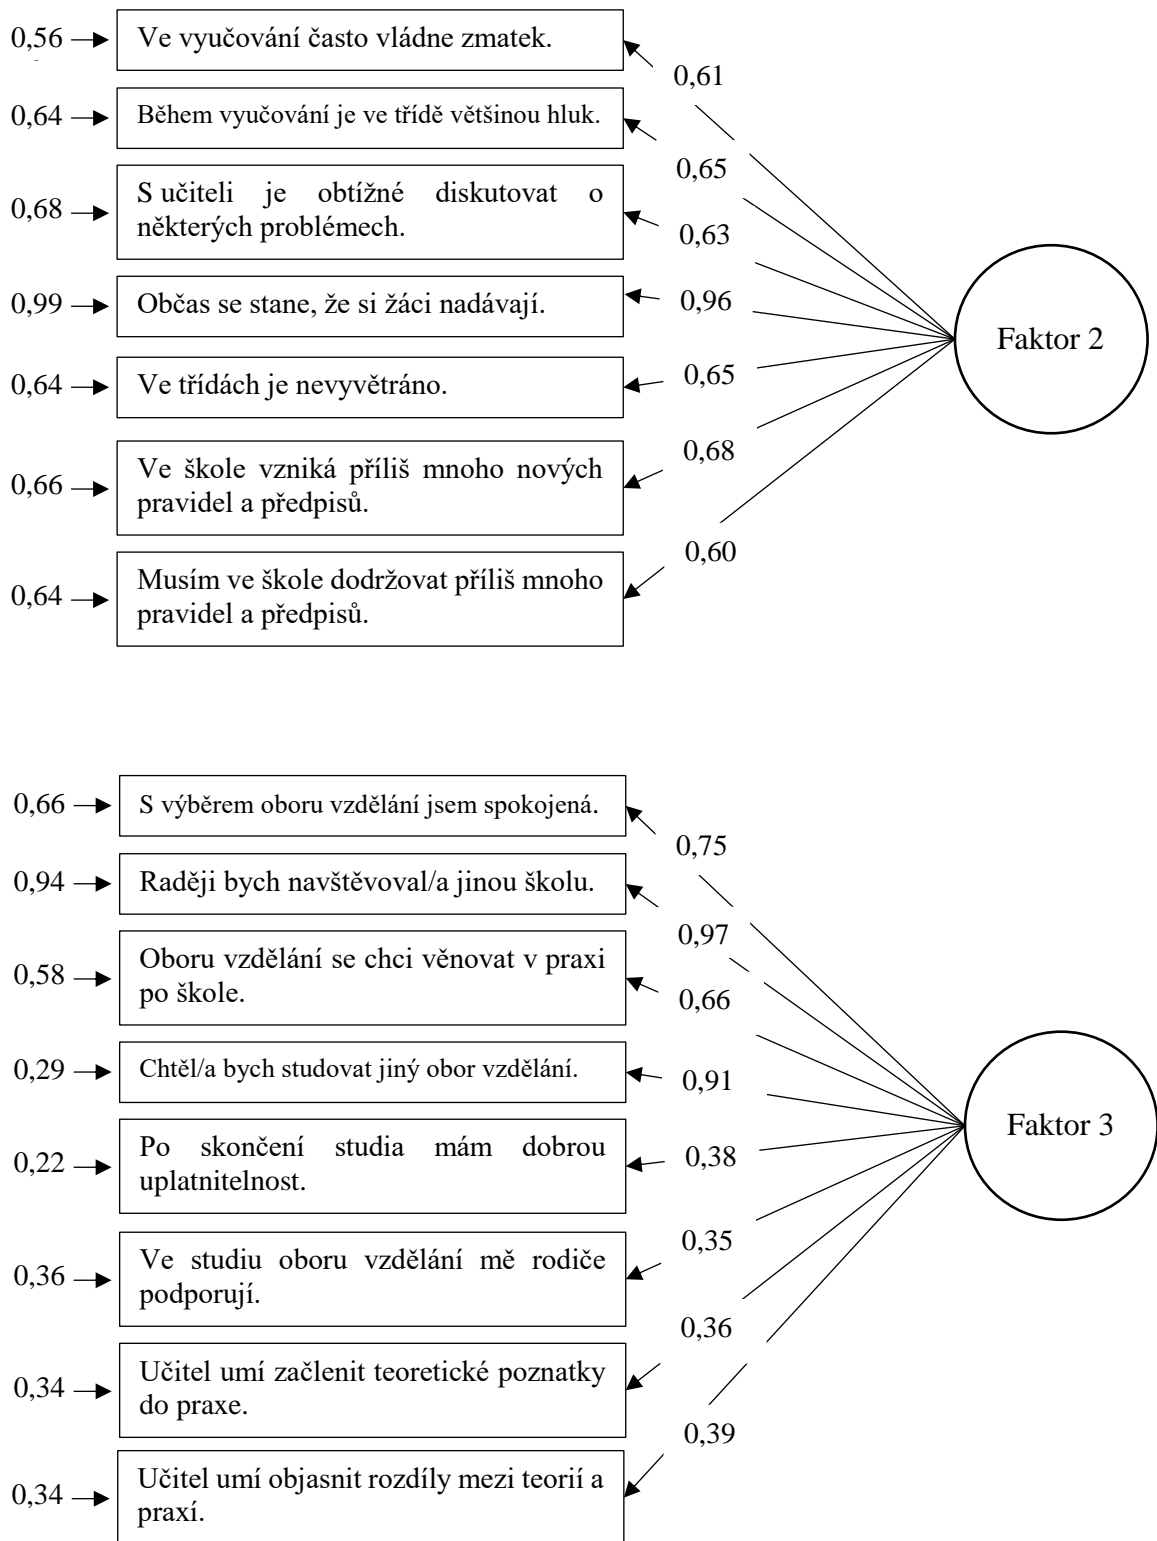 0,56
Ve vyučování často vládne zmatek.
0,61
0,64
Během vyučování je ve třídě většinou hluk.
0,65
0,68
S učiteli je obtížné diskutovat o
některých problémech.
0,63
0,99
Občas se stane, že si žáci nadávají.
0,96
Faktor 2
0,64
Ve třídách je nevyvětráno.
0,65
0,66
Ve škole vzniká příliš mnoho nových
pravidel a předpisů.
0,68
0,64
Musím ve škole dodržovat příliš mnoho
pravidel a předpisů.
0,60
0,66
S výběrem oboru vzdělání jsem spokojená.
0,75
0,94
Raději bych navštěvoval/a jinou školu.
0,97
0,58
Oboru vzdělání se chci věnovat v praxi
po škole.
0,66
0,29
Chtěl/a bych studovat jiný obor vzdělání.
0,91
Faktor 3
0,22
Po skončení studia mám dobrou
uplatnitelnost.
0,38
0,36
Ve studiu oboru vzdělání mě rodiče
podporují.
0,35
0,34
Učitel umí začlenit teoretické poznatky
do praxe.
0,36
0,34
Učitel umí objasnit rozdíly mezi teorií a
praxí.
0,39